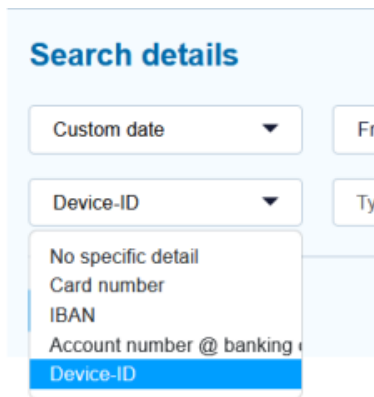 Search details
Custom date
Device-ID
No specific detail
Card number
IBAN
Account number @ banking
Device-ID